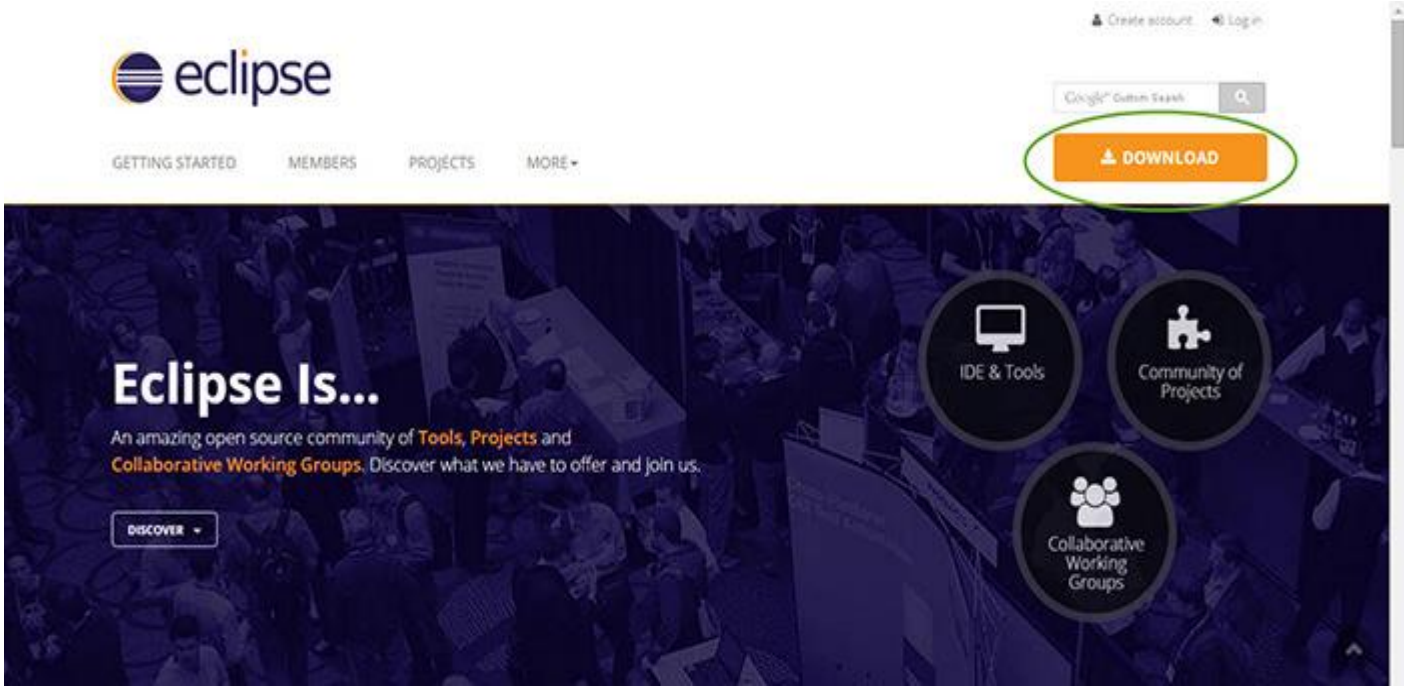 Create account Log in
eclipse
Google™ Custom Search
GETTING STARTED MEMBERS PROJECTS MORE
DOWNLOAD
IDE & Tools
Community of
Projects
Eclipse Is...
An amazing open source community of Tools, Projects and
Collaborative Working Groups. Discover what we have to offer and join us.
DISCOVER
Collaborative
Working
Groups